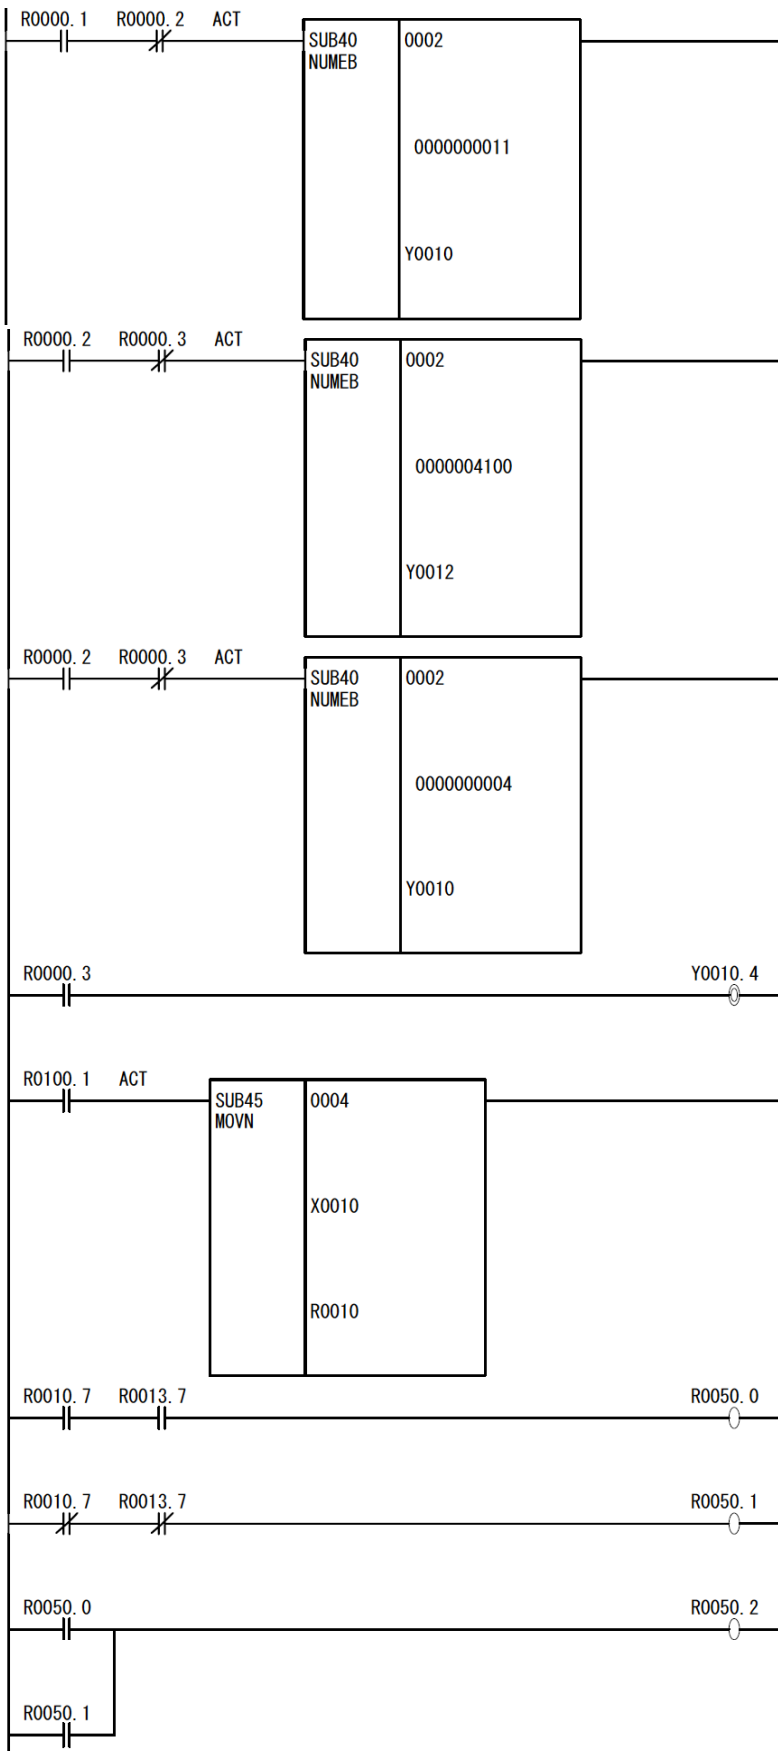 R0000.1 R0000.2 ACT
SUB40 0002
NUMEB
0000000011
Y0010
R0000.2 R0000.3 ACT
SUB40 0002
NUMEB
0000004100
Y0012
R0000.2 R0000.3 ACT
SUB40 0002
NUMEB
0000000004
Y0010
R0000.3 Y0010.4
R0100.1 ACT
SUB45 0004
MOVN
X0010
R0010
R0010.7 R0013.7 R0050.0
R0010.7 R0013.7 R0050.1
R0050.0 R0050.2
R0050.1